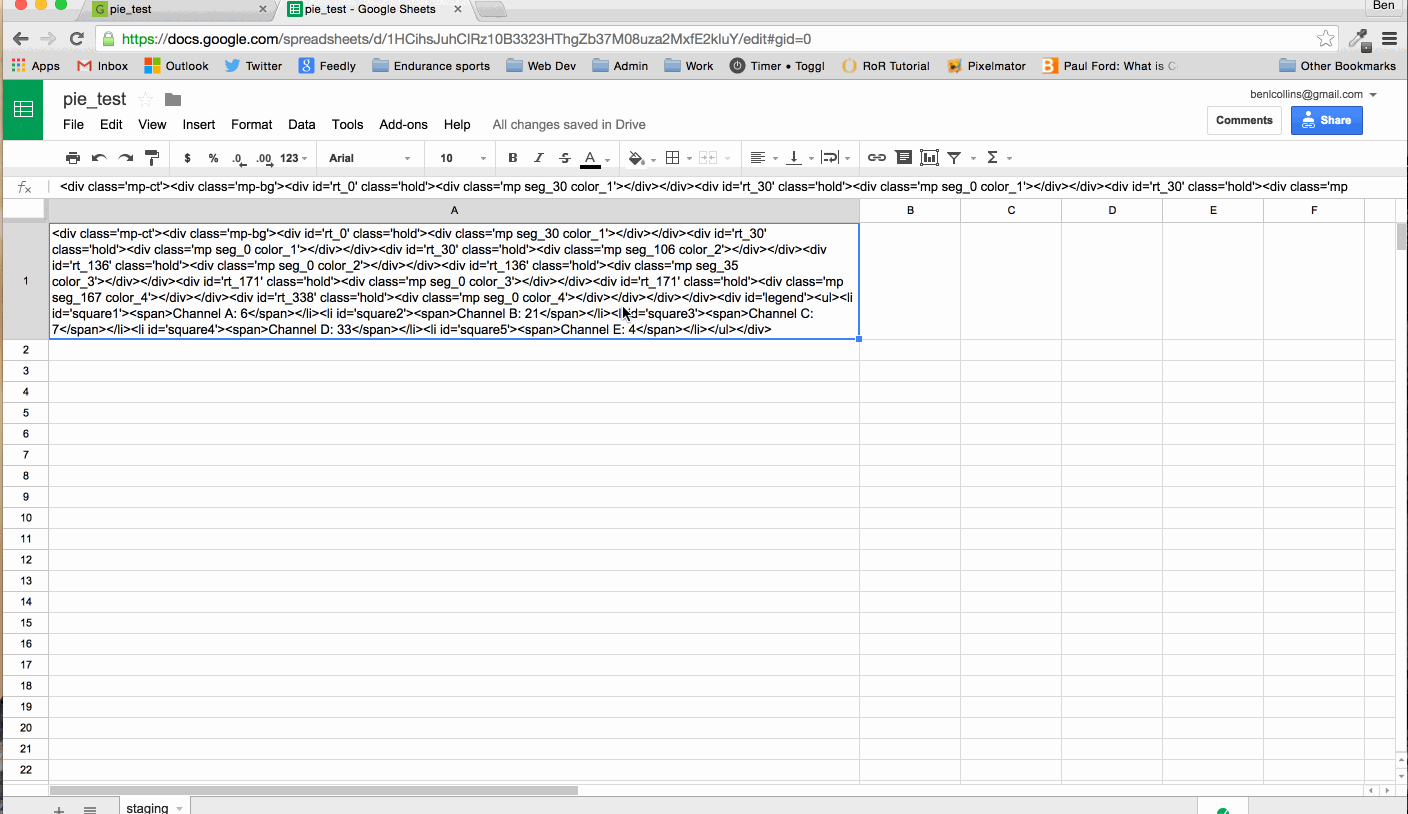 pie_test
pie_test - Google Sheets
Ben
https://docs.google.com/spreadsheets/d/1HCihsJuhCIRz10B3323HThgZb37M08uza2MxfE2kluY/edit#gid=0
Apps Inbox Outlook Twitter Feedly Endurance sports Web Dev Admin Work Timer • Toggl RoR Tutorial Pixelmator Paul Ford: What is Other Bookmarks
pie_test
benlcollins@gmail.com
File Edit View Insert Format Data Tools Add-ons Help All changes saved in Drive
Comments Share
$ % .0 .00 123 Arial 10 B I S A
fx <div class='mp-ct'><div class='mp-bg'><div id='rt_0' class='hold'><div class='mp seg_30 color_1'></div></div><div id='rt_30' class='hold'><div class='mp seg_0 color_1'></div></div><div id='rt_30' class='hold'><div class='mp
A B C D E F
<div class='mp-ct'><div class='mp-bg'><div id='rt_0' class='hold'><div class='mp seg_30 color_1'></div></div><div id='rt_30'
class='hold'><div class='mp seg_0 color_1'></div></div><div id='rt_30' class='hold'><div class='mp seg_106 color_2'></div></div><div
id='rt_136' class='hold'><div class='mp seg_0 color_2'></div></div><div id='rt_136' class='hold'><div class='mp seg_35
1 color_3'></div></div><div id='rt_171' class='hold'><div class='mp seg_0 color_3'></div></div><div id='rt_171' class='hold'><div class='mp
seg_167 color_4'></div></div><div id='rt_338' class='hold'><div class='mp seg_0 color_4'></div></div></div></div><div id='legend'><ul><li
id='square1'><span>Channel A: 6</span></li><li id='square2'><span>Channel B: 21</span></li><li id='square3'><span>Channel C:
7</span></li><li id='square4'><span>Channel D: 33</span></li><li id='square5'><span>Channel E: 4</span></li></ul></div>
2
3
4
5
6
7
8
9
10
11
12
13
14
15
16
17
18
19
20
21
22
staging